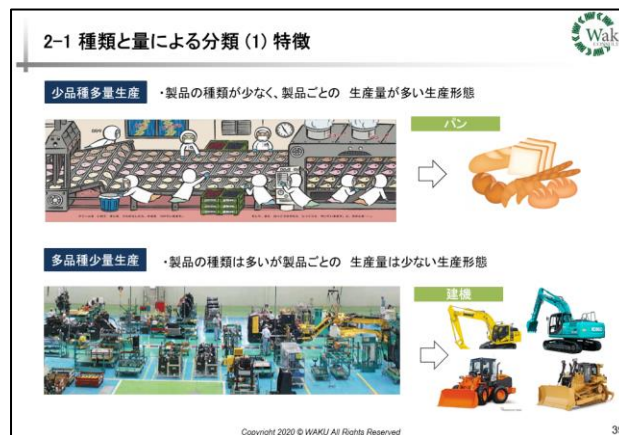 2-1 種類と量による分類 (1) 特徴
Wak
少品種多量生産
・製品の種類が少なく、製品ごとの 生産量が多い生産形態
パン
多品種少量生産
・製品の種類は多いが製品ごとの 生産量は少ない生産形態
建機
Copyright 2020 © WAKU All Rights Reserved